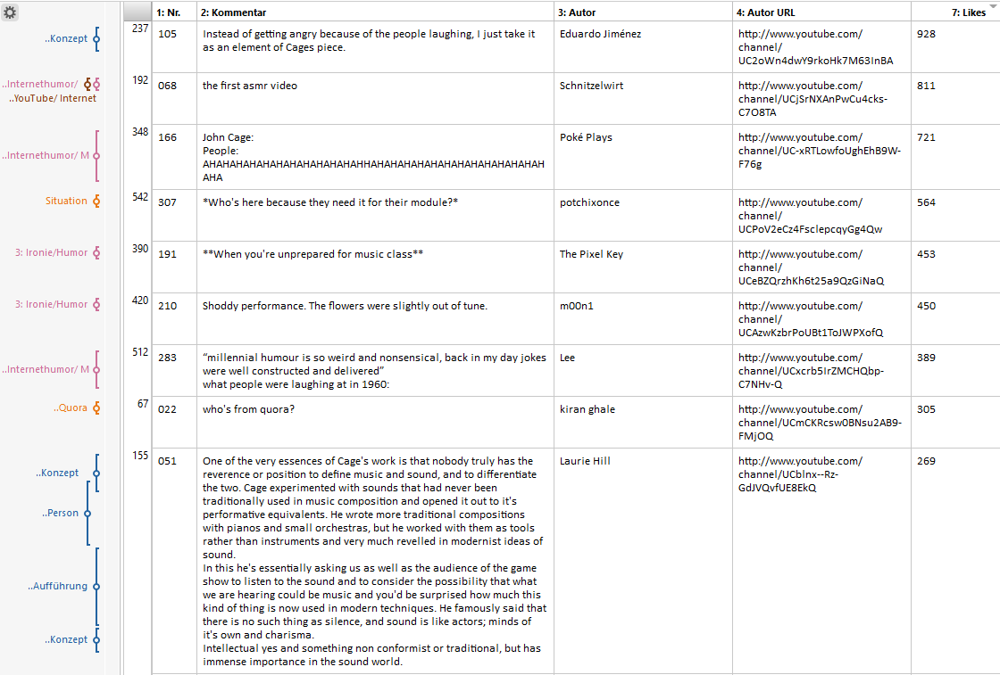 1: Nr. 2: Kommentar 3: Autor 4: Autor URL 7: Likes
237
..Konzept
105
Instead of getting angry because of the people laughing, I just take it
as an element of Cages piece.
Eduardo Jiménez
http://www.youtube.com/
channel/
UC2oWn4dwY9rkoHk7M63InBA
928
192
..Internethumor/
..YouTube/ Internet
068
the first asmr video
Schnitzelwirt
http://www.youtube.com/
channel/UCjSrNXAnPwCu4cks-
C7O8TA
811
348
..Internethumor/ M
166
John Cage:
People:
AHAHAHAHAHAHAHAHAHAHAHAHHAHAHAHAHAHAHAHAHAHAHAHAHAHAH
AHA
Poké Plays
http://www.youtube.com/
channel/UC-xRTLowfoUghEhB9W-
F76g
721
542
Situation
307
*Who's here because they need it for their module?*
potchixonce
http://www.youtube.com/
channel/
UCPoV2eCz4FsclepcqyGg4Qw
564
390
3: Ironie/Humor
191
**When you're unprepared for music class**
The Pixel Key
http://www.youtube.com/
channel/
UCeBZQrzhKh6t25a9QzGiNaQ
453
420
3: Ironie/Humor
210
Shoddy performance. The flowers were slightly out of tune.
m00n1
http://www.youtube.com/
channel/
UCAzwKzbrPoUBt1ToJWPXofQ
450
512
..Internethumor/ M
283
“millennial humour is so weird and nonsensical, back in my day jokes
were well constructed and delivered”
what people were laughing at in 1960:
Lee
http://www.youtube.com/
channel/UCxcrb5IrZMCHQbp-
C7NHv-Q
389
67
..Quora
022
who's from quora?
kiran ghale
http://www.youtube.com/
channel/UCmCKRcsw0BNsu2AB9-
FMjOQ
305
155
..Konzept
..Person
..Aufführung
..Konzept
051
One of the very essences of Cage's work is that nobody truly has the
reverence or position to define music and sound, and to differentiate
the two. Cage experimented with sounds that had never been
traditionally used in music composition and opened it out to it's
performative equivalents. He wrote more traditional compositions
with pianos and small orchestras, but he worked with them as tools
rather than instruments and very much revelled in modernist ideas of
sound.
In this he's essentially asking us as well as the audience of the game
show to listen to the sound and to consider the possibility that what
we are hearing could be music and you'd be surprised how much this
kind of thing is now used in modern techniques. He famously said that
there is no such thing as silence, and sound is like actors; minds of
it's own and charisma.
Intellectual yes and something non conformist or traditional, but has
immense importance in the sound world.
Laurie Hill
http://www.youtube.com/
channel/UCblnx--Rz-
GdJVQvfUE8EkQ
269